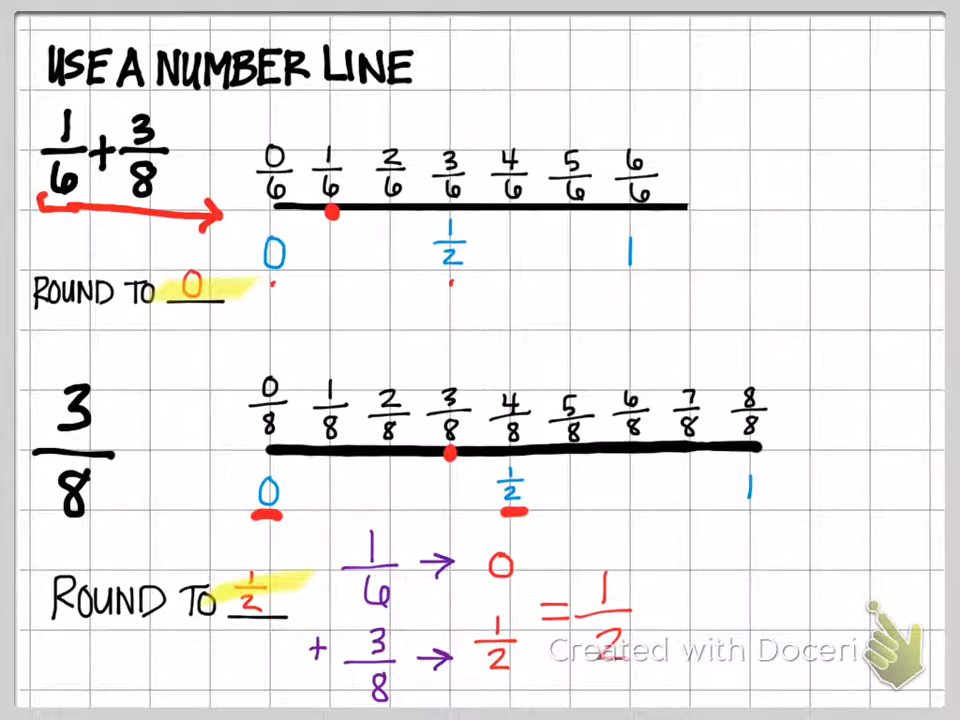 USE A NUMBER LINE
1/6 + 3/8
0/6 1/6 2/6 3/6 4/6 5/6 6/6
0 1/2 1
ROUND TO 0
3/8
0/8 1/8 2/8 3/8 4/8 5/8 6/8 7/8 8/8
0 1/2 1
ROUND TO 1/2
1/6 → 0
+ 3/8 → 1/2 = 1/2
Created with Doceri